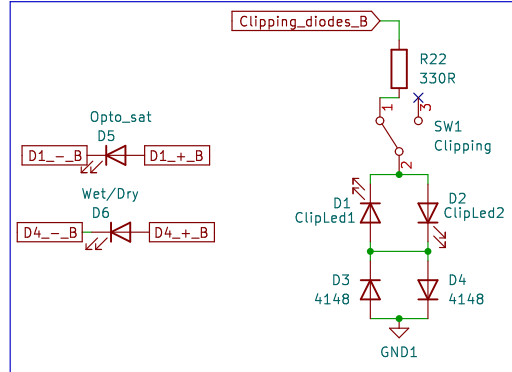 Clipping_diodes_B
R22
330R
1
3
SW1
Clipping
2
Opto_sat
D5
D1_-_B
D1_+_B
Wet/Dry
D6
D4_-_B
D4_+_B
D1
ClipLed1
D2
ClipLed2
D3
4148
D4
4148
GND1